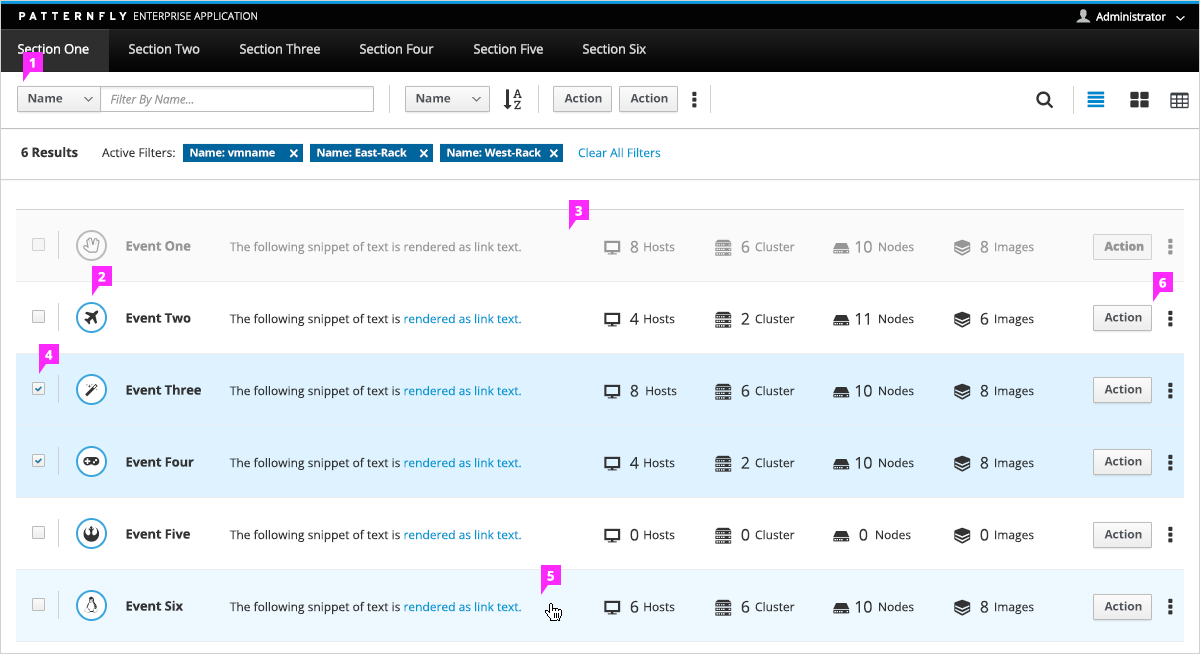 PATTERNFLY ENTERPRISE APPLICATION Administrator
Section One Section Two Section Three Section Four Section Five Section Six
1
Name Filter By Name... Name A Z Action Action
6 Results Active Filters: Name: vmname × Name: East-Rack × Name: West-Rack × Clear All Filters
3
Event One The following snippet of text is rendered as link text. 8 Hosts 6 Cluster 10 Nodes 8 Images Action
2 6
Event Two The following snippet of text is rendered as link text. 4 Hosts 2 Cluster 11 Nodes 6 Images Action
4
Event Three The following snippet of text is rendered as link text. 8 Hosts 6 Cluster 10 Nodes 8 Images Action
Event Four The following snippet of text is rendered as link text. 4 Hosts 2 Cluster 10 Nodes 8 Images Action
Event Five The following snippet of text is rendered as link text. 0 Hosts 0 Cluster 0 Nodes 0 Images Action
5
Event Six The following snippet of text is rendered as link text. 6 Hosts 6 Cluster 10 Nodes 8 Images Action